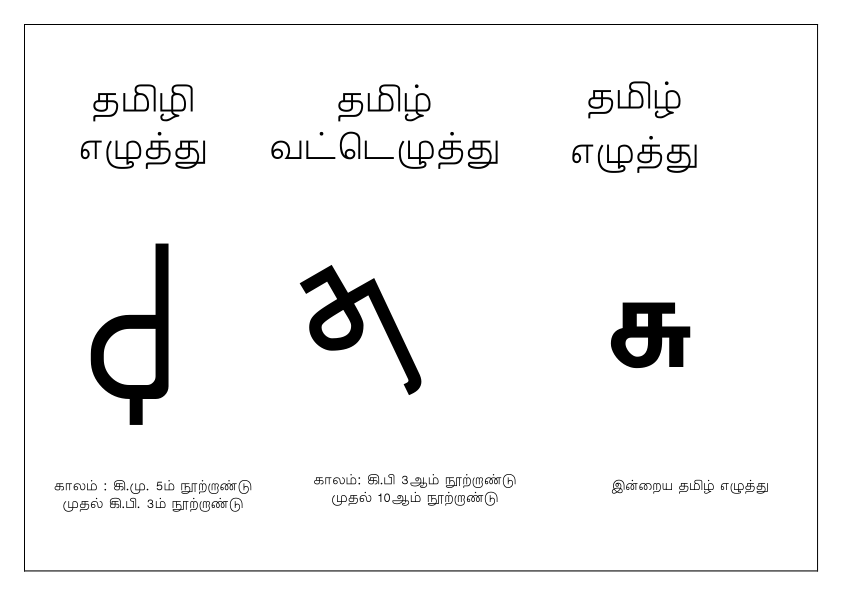 தமிழி
எழுத்து
𑀘𑀼
காலம் : கி.மு. 5ம் நூற்றாண்டு
முதல் கி.பி. 3ம் நூற்றாண்டு
தமிழ்
வட்டெழுத்து
காலம்: கி.பி 3ஆம் நூற்றாண்டு
முதல் 10ஆம் நூற்றாண்டு
தமிழ்
எழுத்து
சு
இன்றைய தமிழ் எழுத்து